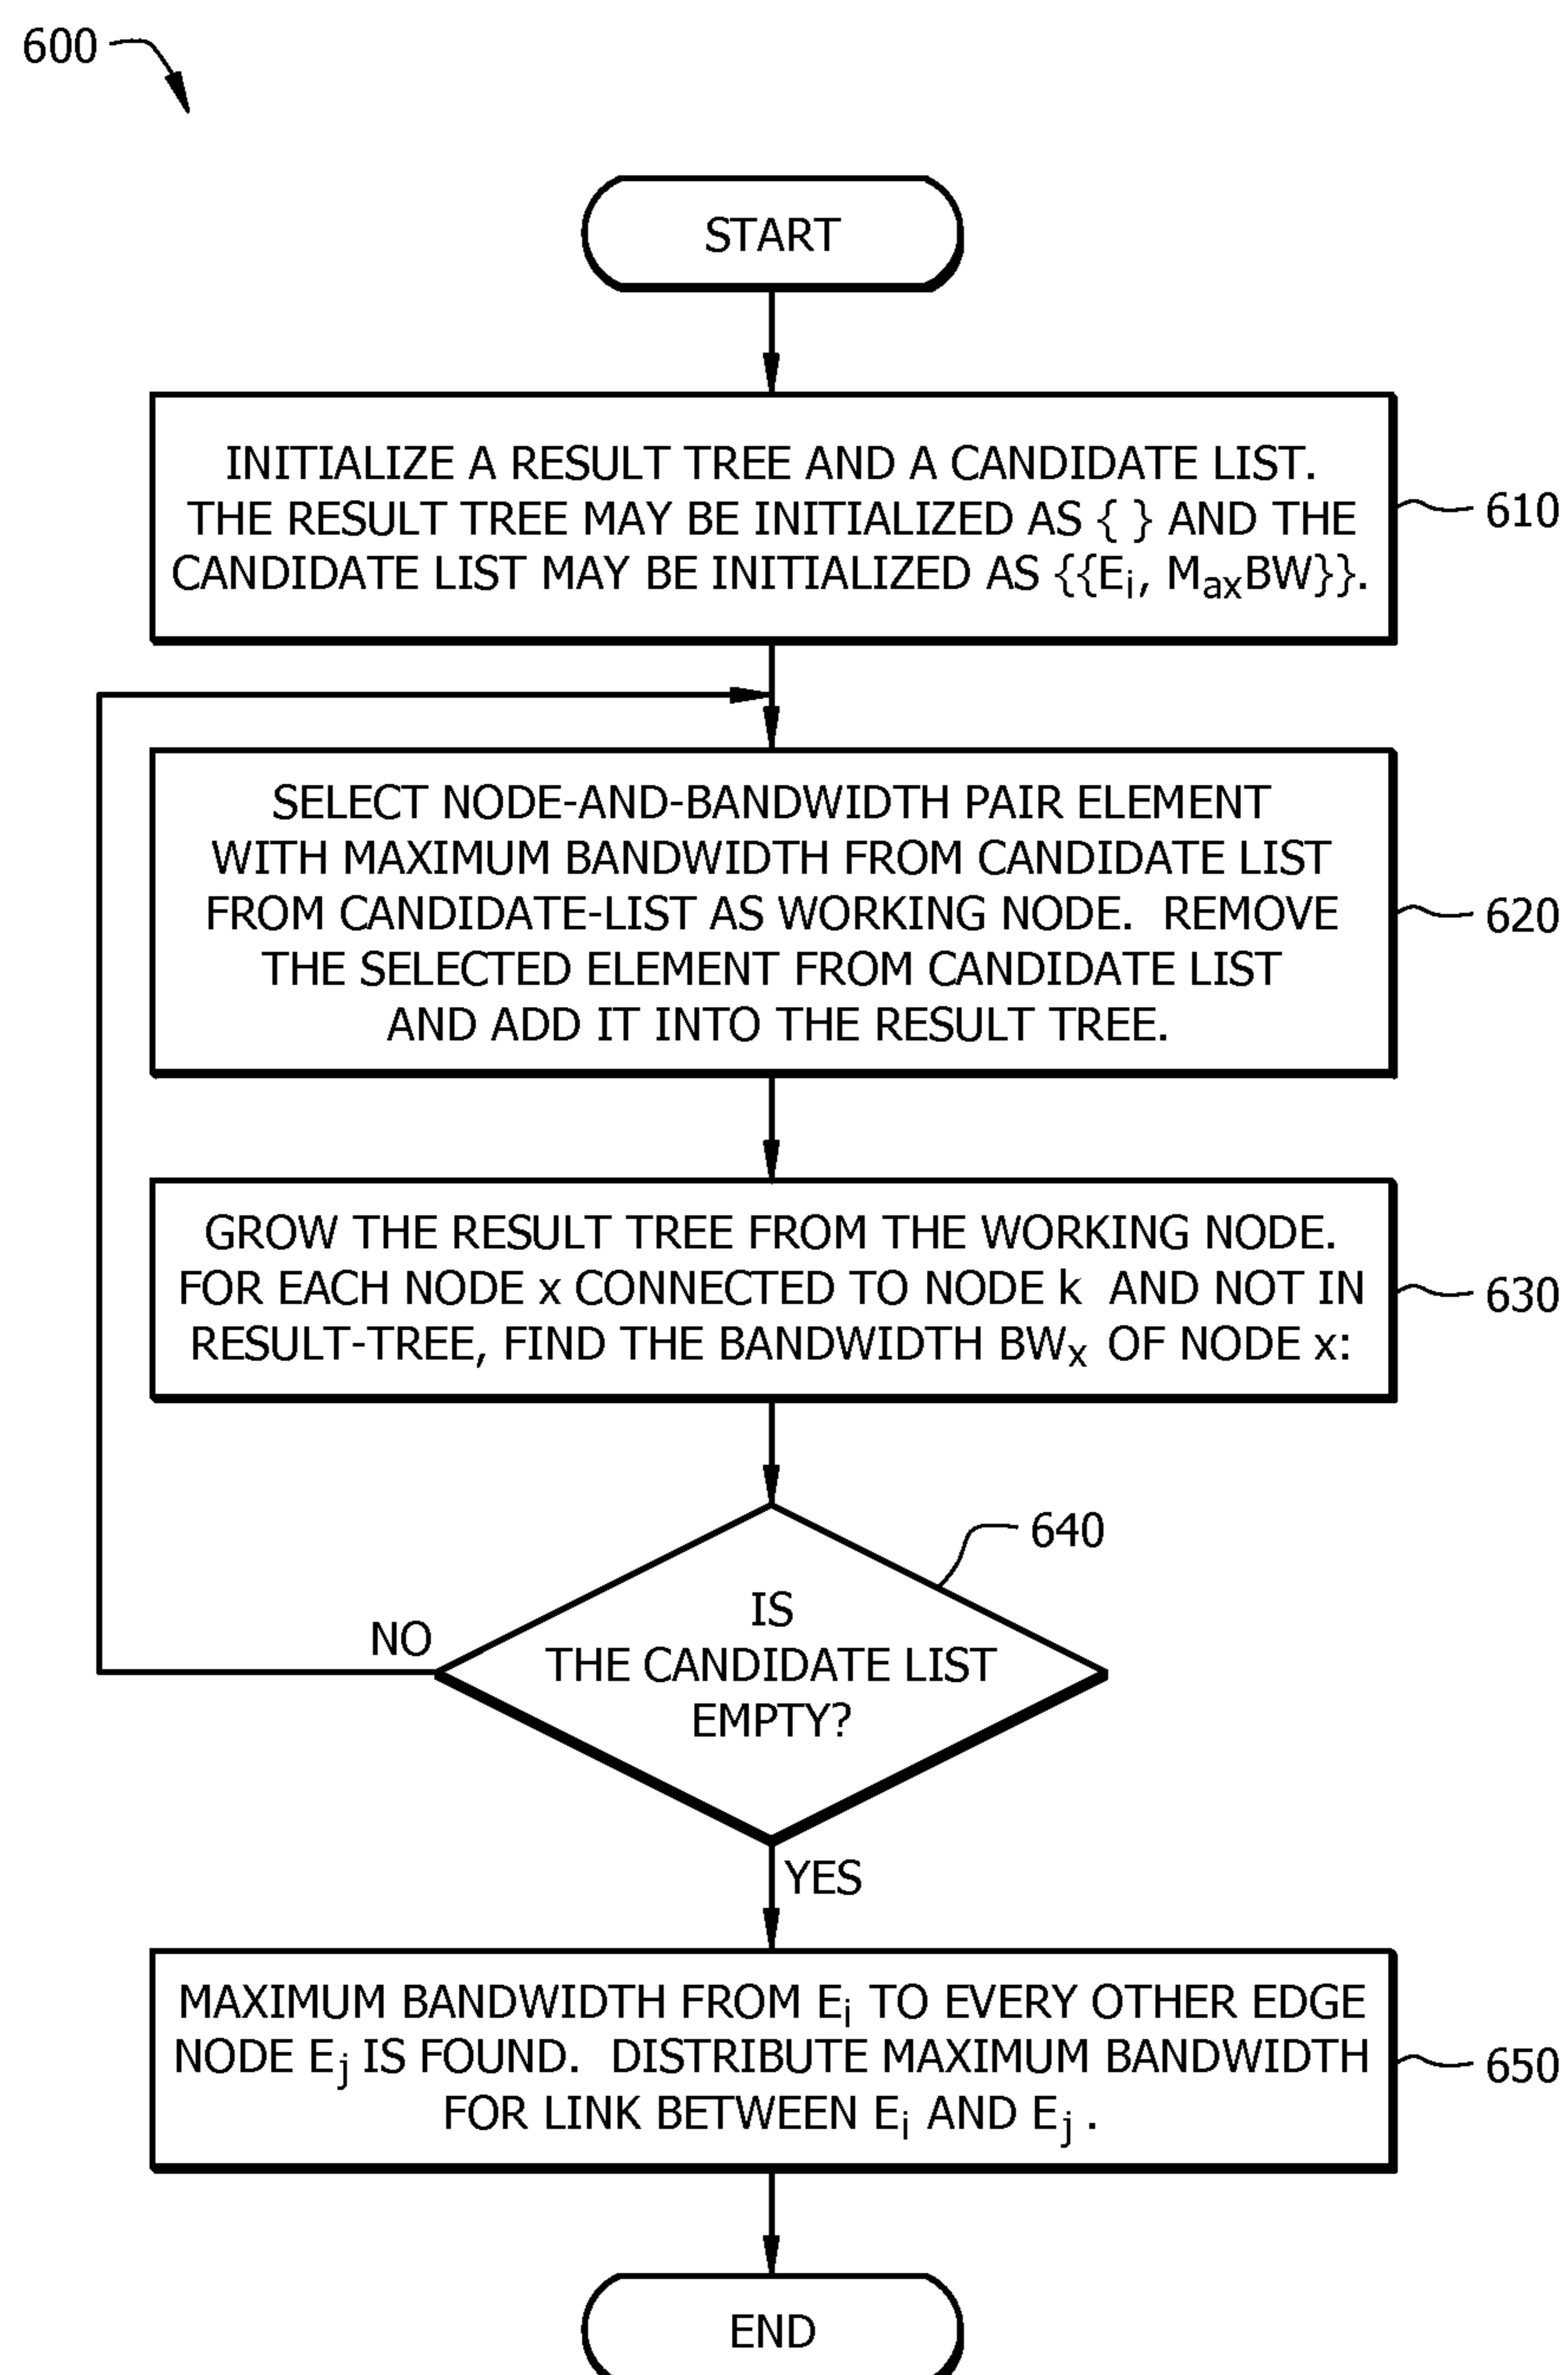 600
START
INITIALIZE A RESULT TREE AND A CANDIDATE LIST.
THE RESULT TREE MAY BE INITIALIZED AS { } AND THE
CANDIDATE LIST MAY BE INITIALIZED AS {{Ei, MaxBW}}.
610
SELECT NODE-AND-BANDWIDTH PAIR ELEMENT
WITH MAXIMUM BANDWIDTH FROM CANDIDATE LIST
FROM CANDIDATE-LIST AS WORKING NODE. REMOVE
THE SELECTED ELEMENT FROM CANDIDATE LIST
AND ADD IT INTO THE RESULT TREE.
620
GROW THE RESULT TREE FROM THE WORKING NODE.
FOR EACH NODE x CONNECTED TO NODE k AND NOT IN
RESULT-TREE, FIND THE BANDWIDTH BWx OF NODE x:
630
640
IS
THE CANDIDATE LIST
EMPTY?
NO
YES
MAXIMUM BANDWIDTH FROM Ei TO EVERY OTHER EDGE
NODE Ej IS FOUND. DISTRIBUTE MAXIMUM BANDWIDTH
FOR LINK BETWEEN Ei AND Ej .
650
END